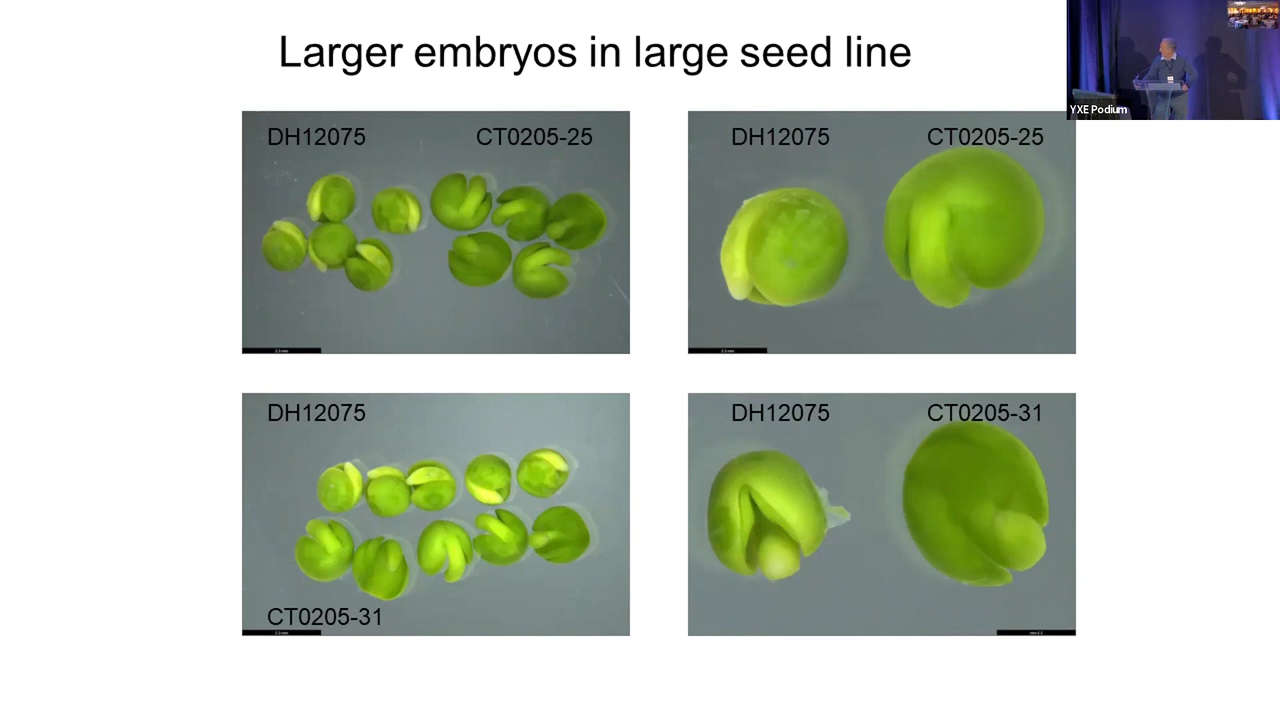 Larger embryos in large seed line
YXE Podium
DH12075
CT0205-25
DH12075
CT0205-25
DH12075
CT0205-31
DH12075
CT0205-31